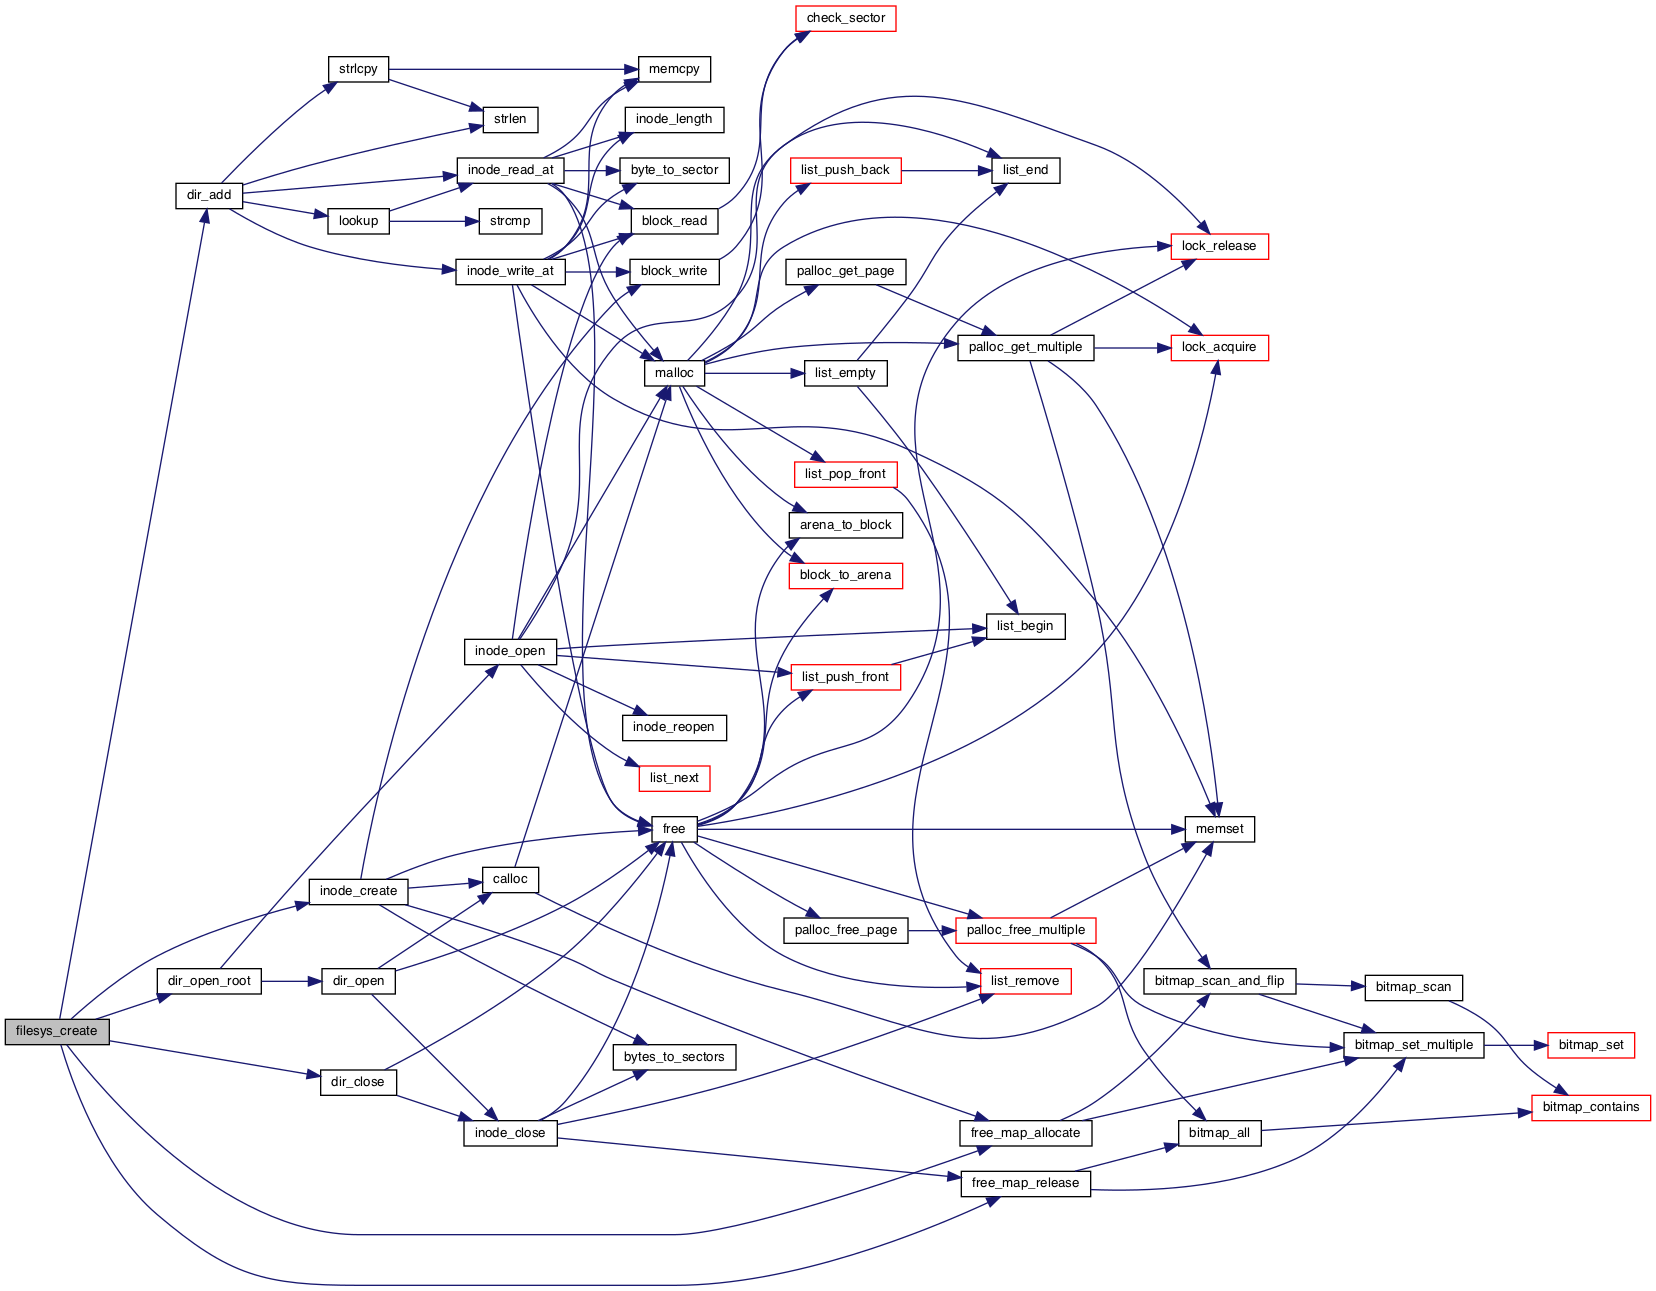 check_sector
strlcpy
memcpy
strlen
inode_length
inode_read_at
byte_to_sector
list_push_back
list_end
dir_add
lookup
strcmp
block_read
lock_release
inode_write_at
block_write
palloc_get_page
palloc_get_multiple
lock_acquire
malloc
list_empty
list_pop_front
arena_to_block
block_to_arena
list_begin
inode_open
list_push_front
inode_reopen
list_next
free
memset
calloc
inode_create
palloc_free_page
palloc_free_multiple
dir_open_root
dir_open
list_remove
bitmap_scan_and_flip
bitmap_scan
filesys_create
bytes_to_sectors
bitmap_set_multiple
bitmap_set
dir_close
bitmap_contains
inode_close
free_map_allocate
bitmap_all
free_map_release